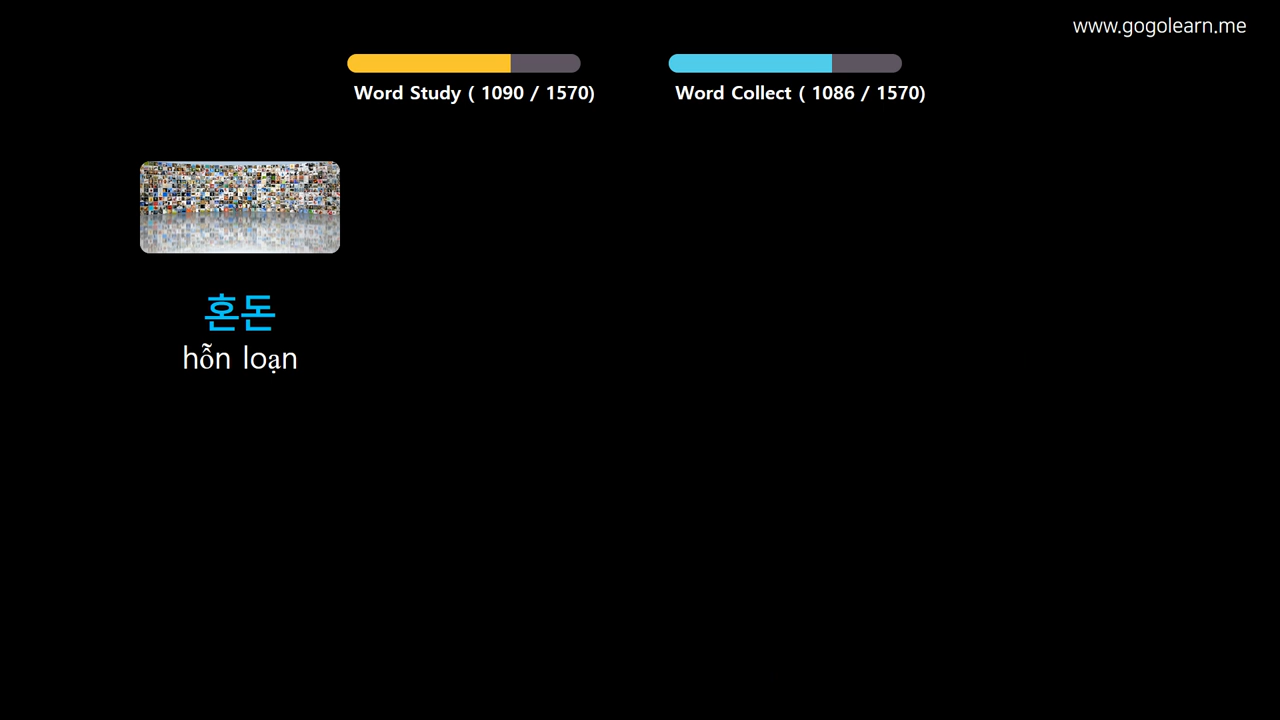 www.gogolearn.me
Word Study ( 1090 / 1570)
Word Collect ( 1086 / 1570)
혼돈
hỗn loạn